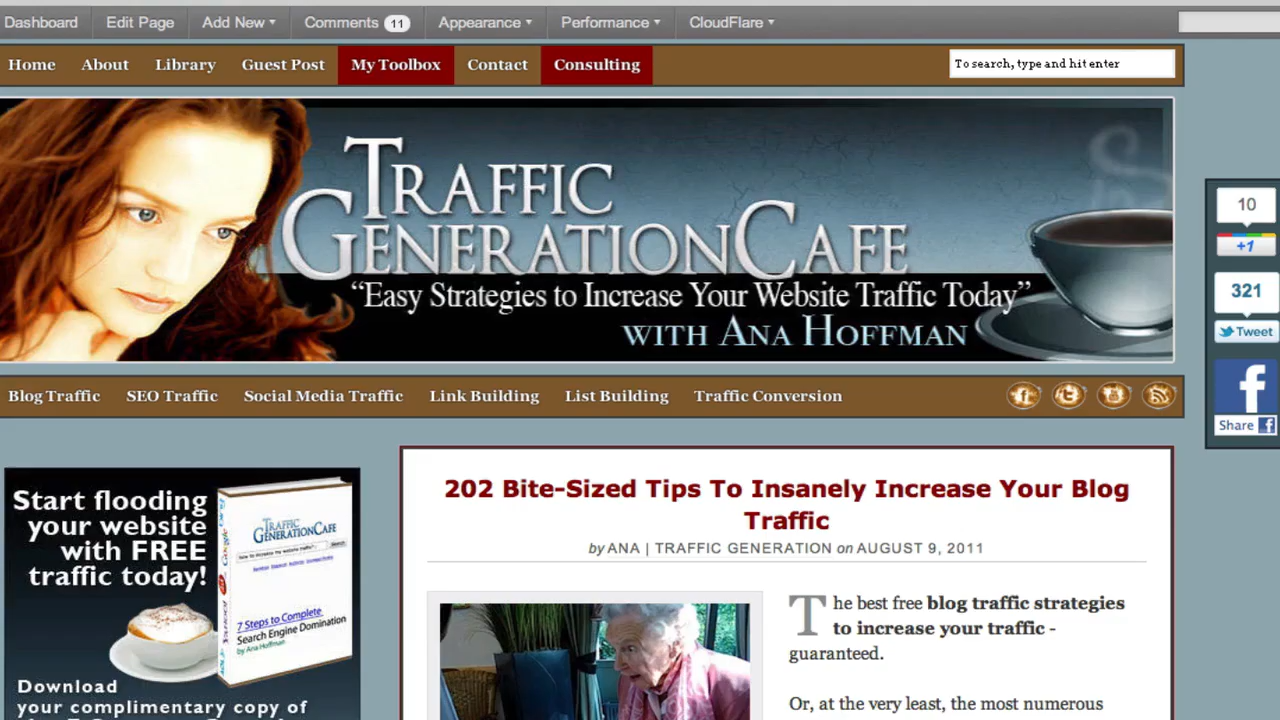 Dashboard Edit Page Add New Comments 11 Appearance Performance CloudFlare
Home About Library Guest Post My Toolbox Contact Consulting To search, type and hit enter
TRAFFIC
GENERATIONCAFE
“Easy Strategies to Increase Your Website Traffic Today”
WITH ANA HOFFMAN
10
+1
321
Tweet
Share
Blog Traffic SEO Traffic Social Media Traffic Link Building List Building Traffic Conversion
Start flooding
your website
with FREE
traffic today!
TRAFFIC
GENERATIONCAFE
7 Steps to Complete
Search Engine Domination
by Ana Hoffman
Download
your complimentary copy of
202 Bite-Sized Tips To Insanely Increase Your Blog
Traffic
by ANA | TRAFFIC GENERATION on AUGUST 9, 2011
The best free blog traffic strategies
to increase your traffic -
guaranteed.
Or, at the very least, the most numerous